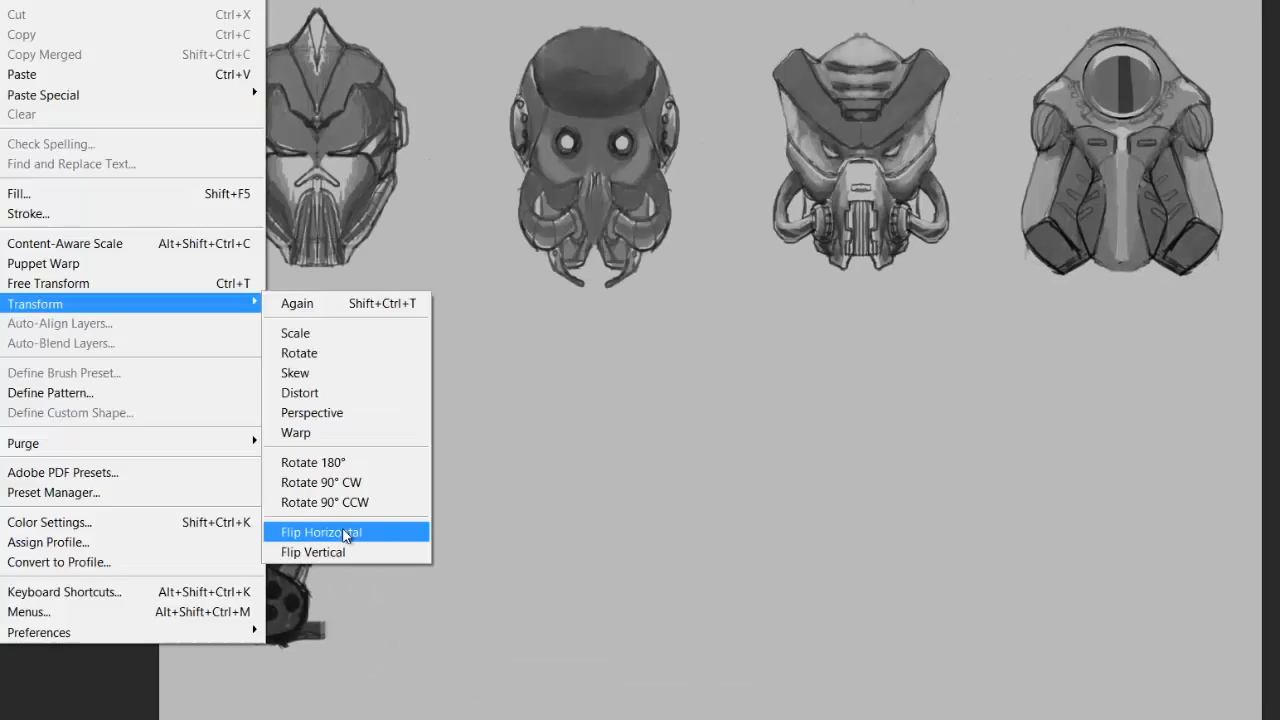 Cut Ctrl+X
Copy Ctrl+C
Copy Merged Shift+Ctrl+C
Paste Ctrl+V
Paste Special
Clear
Check Spelling...
Find and Replace Text...
Fill... Shift+F5
Stroke...
Content-Aware Scale Alt+Shift+Ctrl+C
Puppet Warp
Free Transform Ctrl+T
Transform
Auto-Align Layers...
Auto-Blend Layers...
Define Brush Preset...
Define Pattern...
Define Custom Shape...
Purge
Adobe PDF Presets...
Preset Manager...
Color Settings... Shift+Ctrl+K
Assign Profile...
Convert to Profile...
Keyboard Shortcuts... Alt+Shift+Ctrl+K
Menus... Alt+Shift+Ctrl+M
Preferences
Again Shift+Ctrl+T
Scale
Rotate
Skew
Distort
Perspective
Warp
Rotate 180°
Rotate 90° CW
Rotate 90° CCW
Flip Horizontal
Flip Vertical